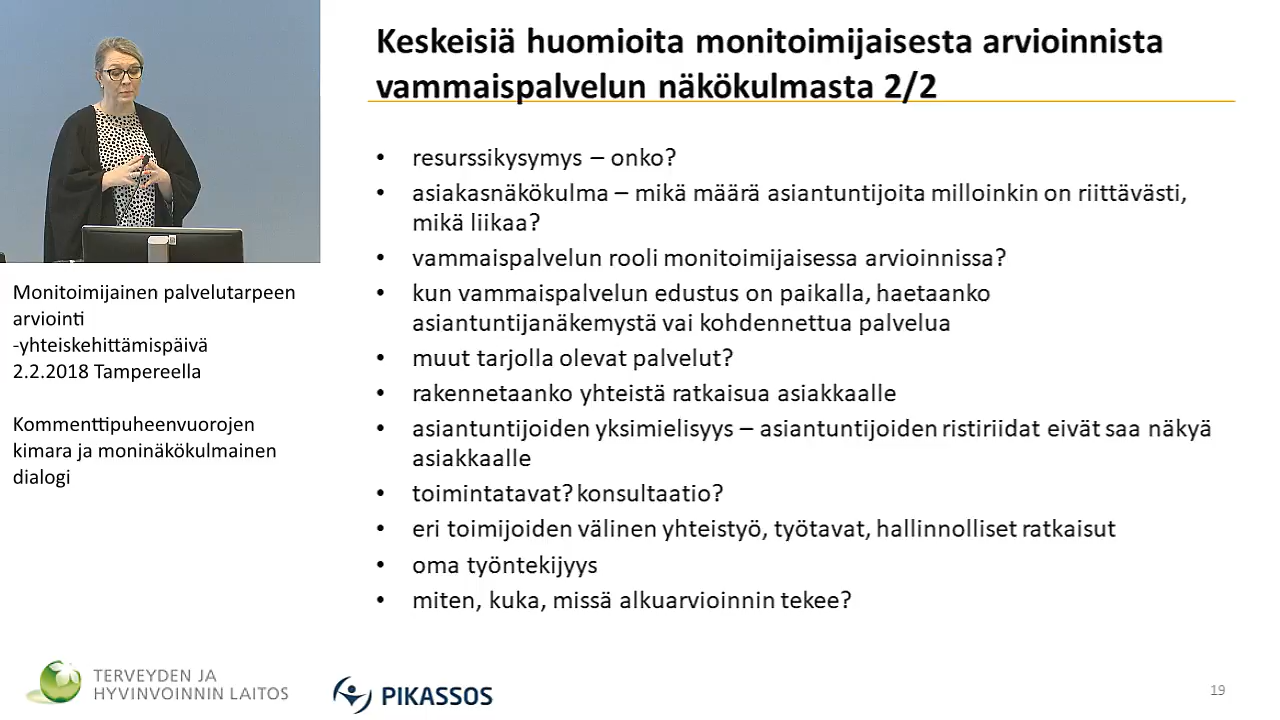 Keskeisiä huomioita monitoimijaisesta arvioinnista
vammaispalvelun näkökulmasta 2/2
• resurssikysymys – onko?
• asiakasnäkökulma – mikä määrä asiantuntijoita milloinkin on riittävästi,
mikä liikaa?
• vammaispalvelun rooli monitoimijaisessa arvioinnissa?
• kun vammaispalvelun edustus on paikalla, haetaanko
asiantuntijanäkemystä vai kohdennettua palvelua
• muut tarjolla olevat palvelut?
• rakennetaanko yhteistä ratkaisua asiakkaalle
• asiantuntijoiden yksimielisyys – asiantuntijoiden ristiriidat eivät saa näkyä
asiakkaalle
• toimintatavat? konsultaatio?
• eri toimijoiden välinen yhteistyö, työtavat, hallinnolliset ratkaisut
• oma työntekijyys
• miten, kuka, missä alkuarvioinnin tekee?
Monitoimijainen palvelutarpeen
arviointi
-yhteiskehittämispäivä
2.2.2018 Tampereella
Kommenttipuheenvuorojen
kimara ja moninäkökulmainen
dialogi
TERVEYDEN JA
HYVINVOINNIN LAITOS
PIKASSOS
19